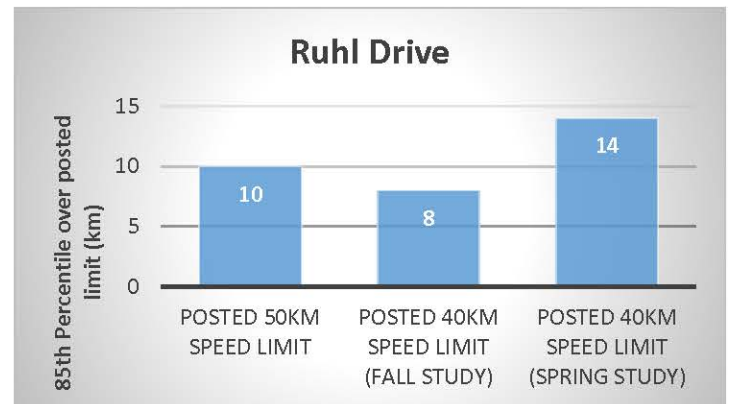 Ruhl Drive
85th Percentile over posted
limit (km)
15
10
5
0
10
8
14
POSTED 50KM
SPEED LIMIT
POSTED 40KM
SPEED LIMIT
(FALL STUDY)
POSTED 40KM
SPEED LIMIT
(SPRING STUDY)